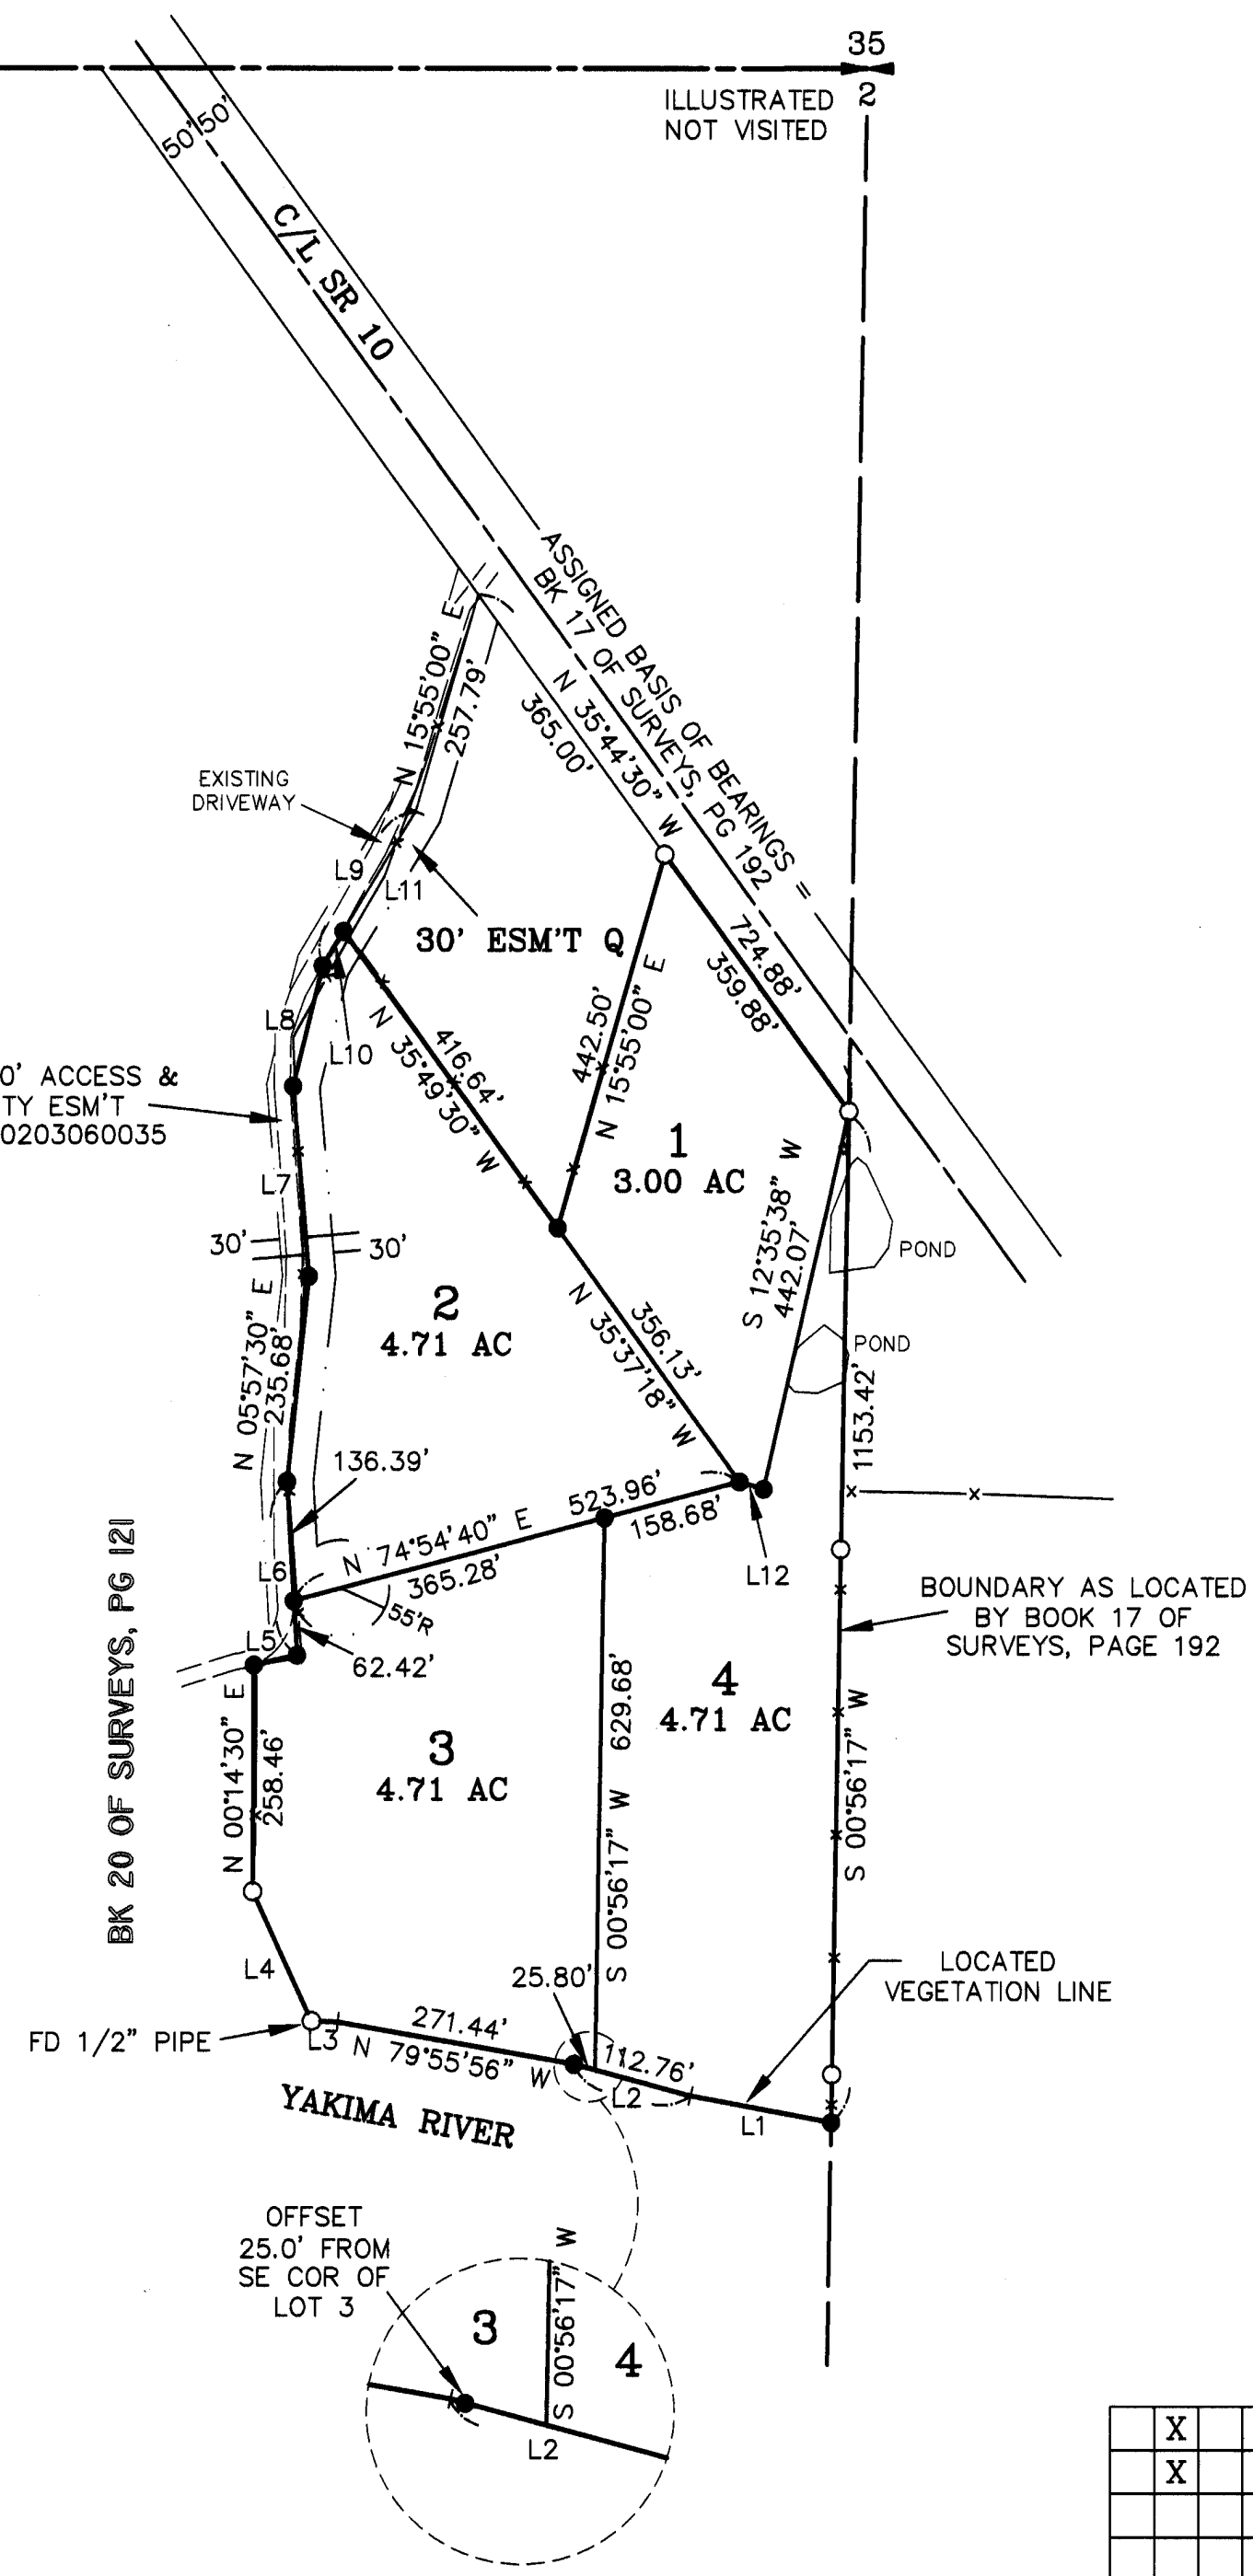 35
2
ILLUSTRATED
NOT VISITED
50' 50'
C/L SR 10
ASSIGNED BASIS OF BEARINGS =
BK 17 OF SURVEYS, PG 192
N 35°44'30" W
365.00'
724.88'
359.88'
N 15°55'00" E
257.79'
EXISTING
DRIVEWAY
L9
L11
30' ESM'T Q
L8
L10
N 35°49'30" W
416.64'
442.50'
N 15°55'00" E
1
3.00 AC
S 12°35'38" W
442.07'
POND
POND
1153.42'
0' ACCESS &
TY ESM'T
0203060035
L7
30'
30'
2
4.71 AC
N 35°37'18" W
356.13'
N 05°57'30" E
235.68'
136.39'
N 74°54'40" E
523.96'
365.28'
158.68'
L12
L6
55'R
L5
62.42'
BOUNDARY AS LOCATED
BY BOOK 17 OF
SURVEYS, PAGE 192
BK 20 OF SURVEYS, PG 121
N 00°14'30" E
258.46'
3
4.71 AC
S 00°56'17" W 629.68'
4
4.71 AC
S 00°56'17" W
L4
25.80'
LOCATED
VEGETATION LINE
FD 1/2" PIPE
L3
271.44'
N 79°55'56" W
112.76'
L2
L1
YAKIMA RIVER
OFFSET
25.0' FROM
SE COR OF
LOT 3
3
S 00°56'17" W
4
L2
X
X